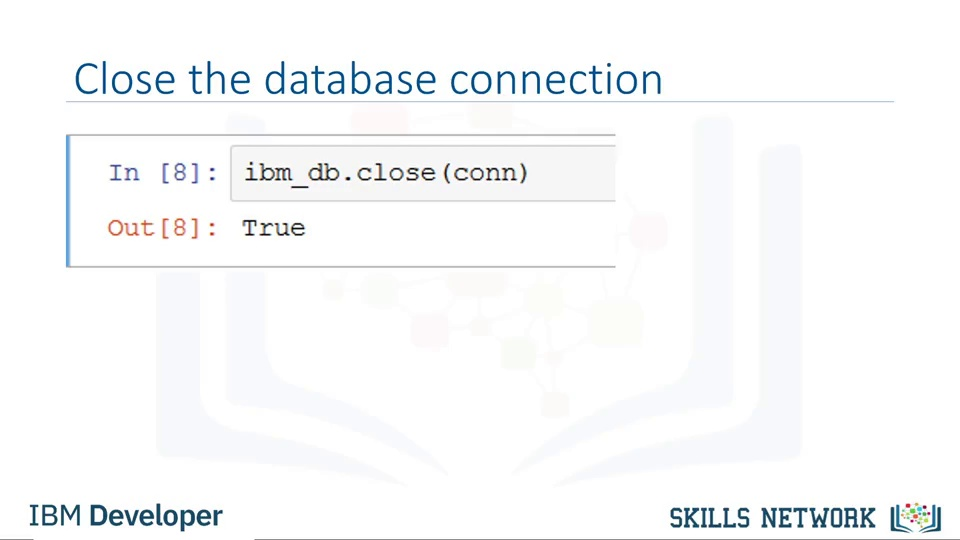 Close the database connection
In [8]: ibm_db.close(conn)
Out[8]: True
IBM Developer
SKILLS NETWORK